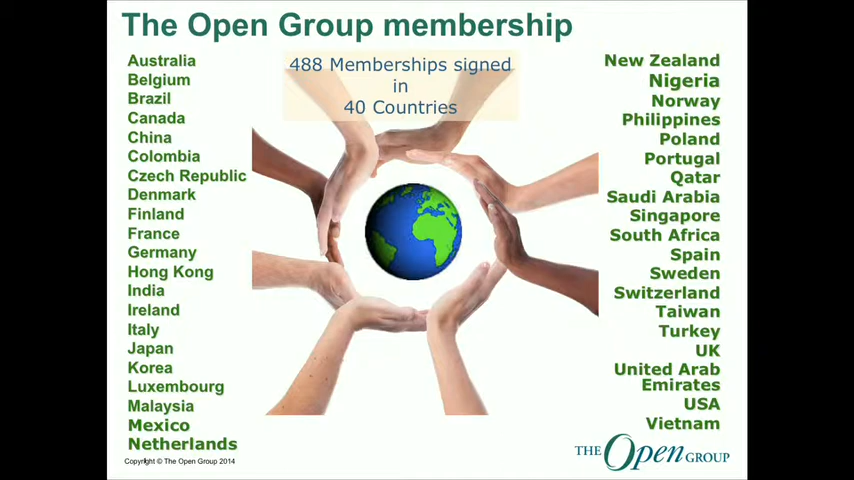 The Open Group membership
488 Memberships signed
in
40 Countries
Australia
Belgium
Brazil
Canada
China
Colombia
Czech Republic
Denmark
Finland
France
Germany
Hong Kong
India
Ireland
Italy
Japan
Korea
Luxembourg
Malaysia
Mexico
Netherlands
New Zealand
Nigeria
Norway
Philippines
Poland
Portugal
Qatar
Saudi Arabia
Singapore
South Africa
Spain
Sweden
Switzerland
Taiwan
Turkey
UK
United Arab
Emirates
USA
Vietnam
Copyright © The Open Group 2014
THE Open GROUP